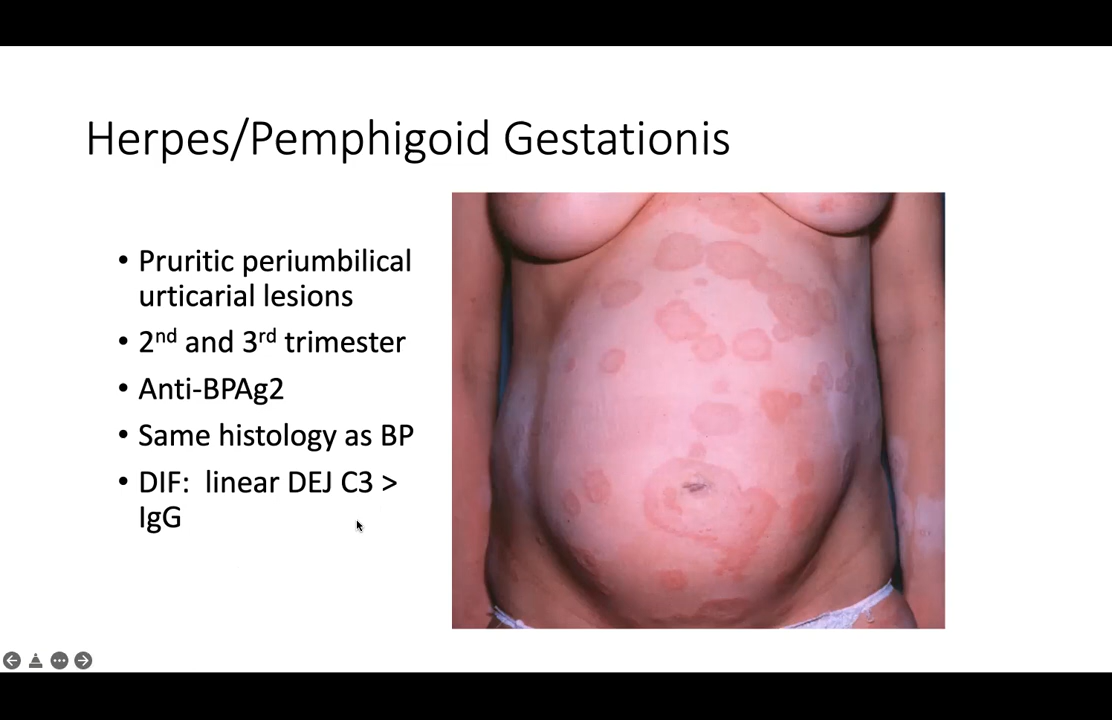 Herpes/Pemphigoid Gestationis
• Pruritic periumbilical
urticarial lesions
• 2nd and 3rd trimester
• Anti-BPAg2
• Same histology as BP
• DIF:  linear DEJ C3 >
IgG